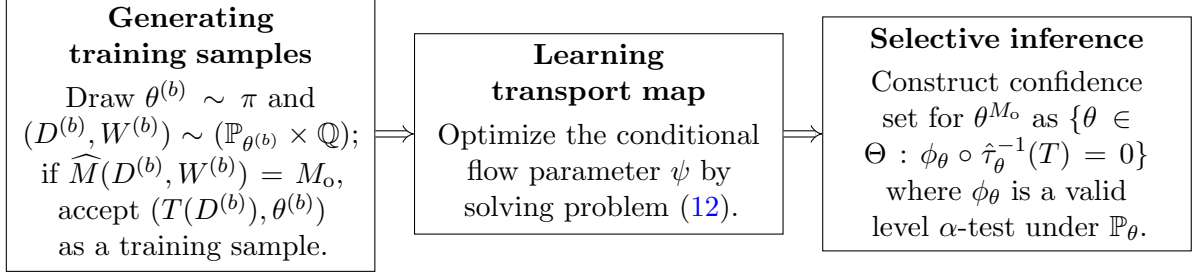 Generating
training samples
Draw θ^{(b)} ∼ π and
(D^{(b)}, W^{(b)}) ∼ (ℙ_{θ^{(b)}} × ℚ);
if M̂(D^{(b)}, W^{(b)}) = M_o,
accept (T(D^{(b)}), θ^{(b)})
as a training sample.
Learning
transport map
Optimize the conditional
flow parameter ψ by
solving problem (12).
Selective inference
Construct confidence
set for θ^{M_o} as {θ ∈
Θ : ϕ_θ ∘ τ̂_θ^{-1}(T) = 0}
where ϕ_θ is a valid
level α-test under ℙ_θ.